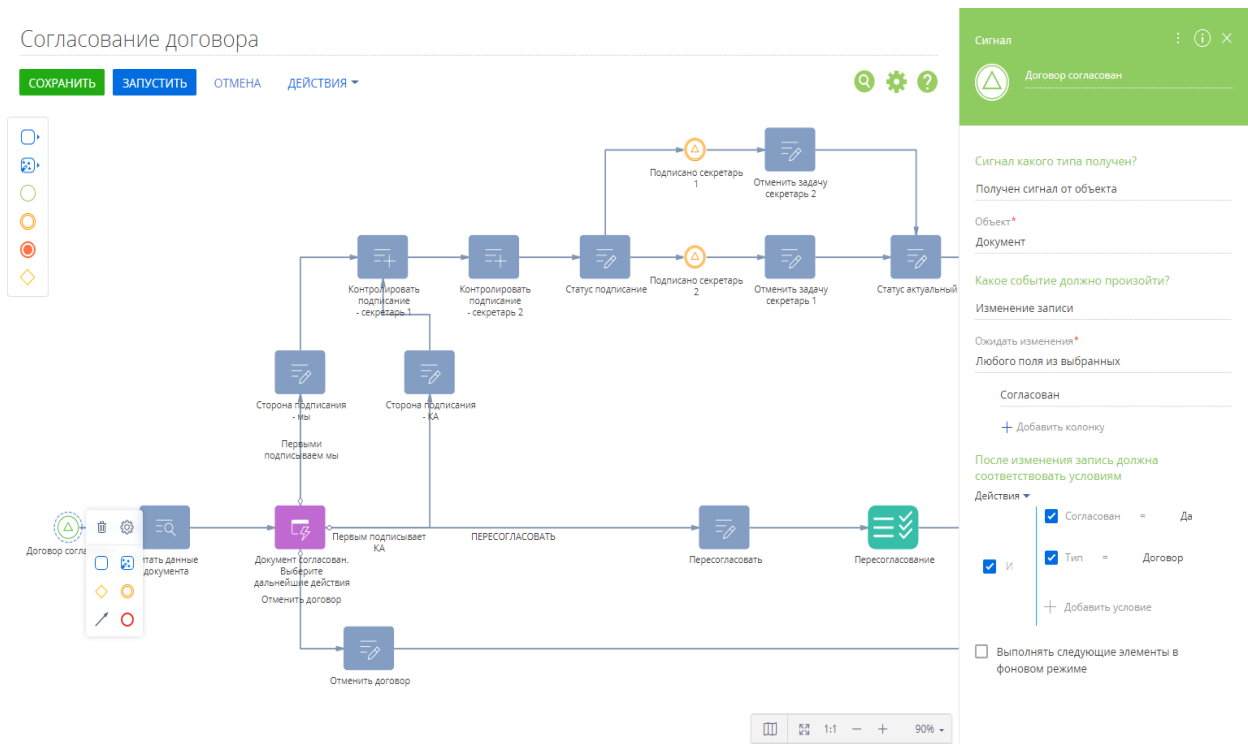 Согласование договора
СОХРАНИТЬ
ЗАПУСТИТЬ
ОТМЕНА
ДЕЙСТВИЯ
Подписано секретарь
1
Отменить задачу
секретарь 2
Контролировать
подписание
- секретарь 1
Контролировать
подписание
- секретарь 2
Статус подписание
Подписано секретарь
2
Отменить задачу
секретарь 1
Статус актуальный
Сторона подписания
- мы
Сторона подписания
- КА
Первыми
подписываем мы
Договор согла
итать данные
документа
Документ согласован.
Выберите
дальнейшие действия
Первым подписывает
КА
ПЕРЕСОГЛАСОВАТЬ
Пересогласовать
Пересогласование
Отменить договор
Отменить договор
1:1
90%
Сигнал
Договор согласован
Сигнал какого типа получен?
Получен сигнал от объекта
Объект*
Документ
Какое событие должно произойти?
Изменение записи
Ожидать изменения*
Любого поля из выбранных
Согласован
Добавить колонку
После изменения запись должна
соответствовать условиям
Действия
Согласован = Да
И
Тип = Договор
Добавить условие
Выполнять следующие элементы в
фоновом режиме